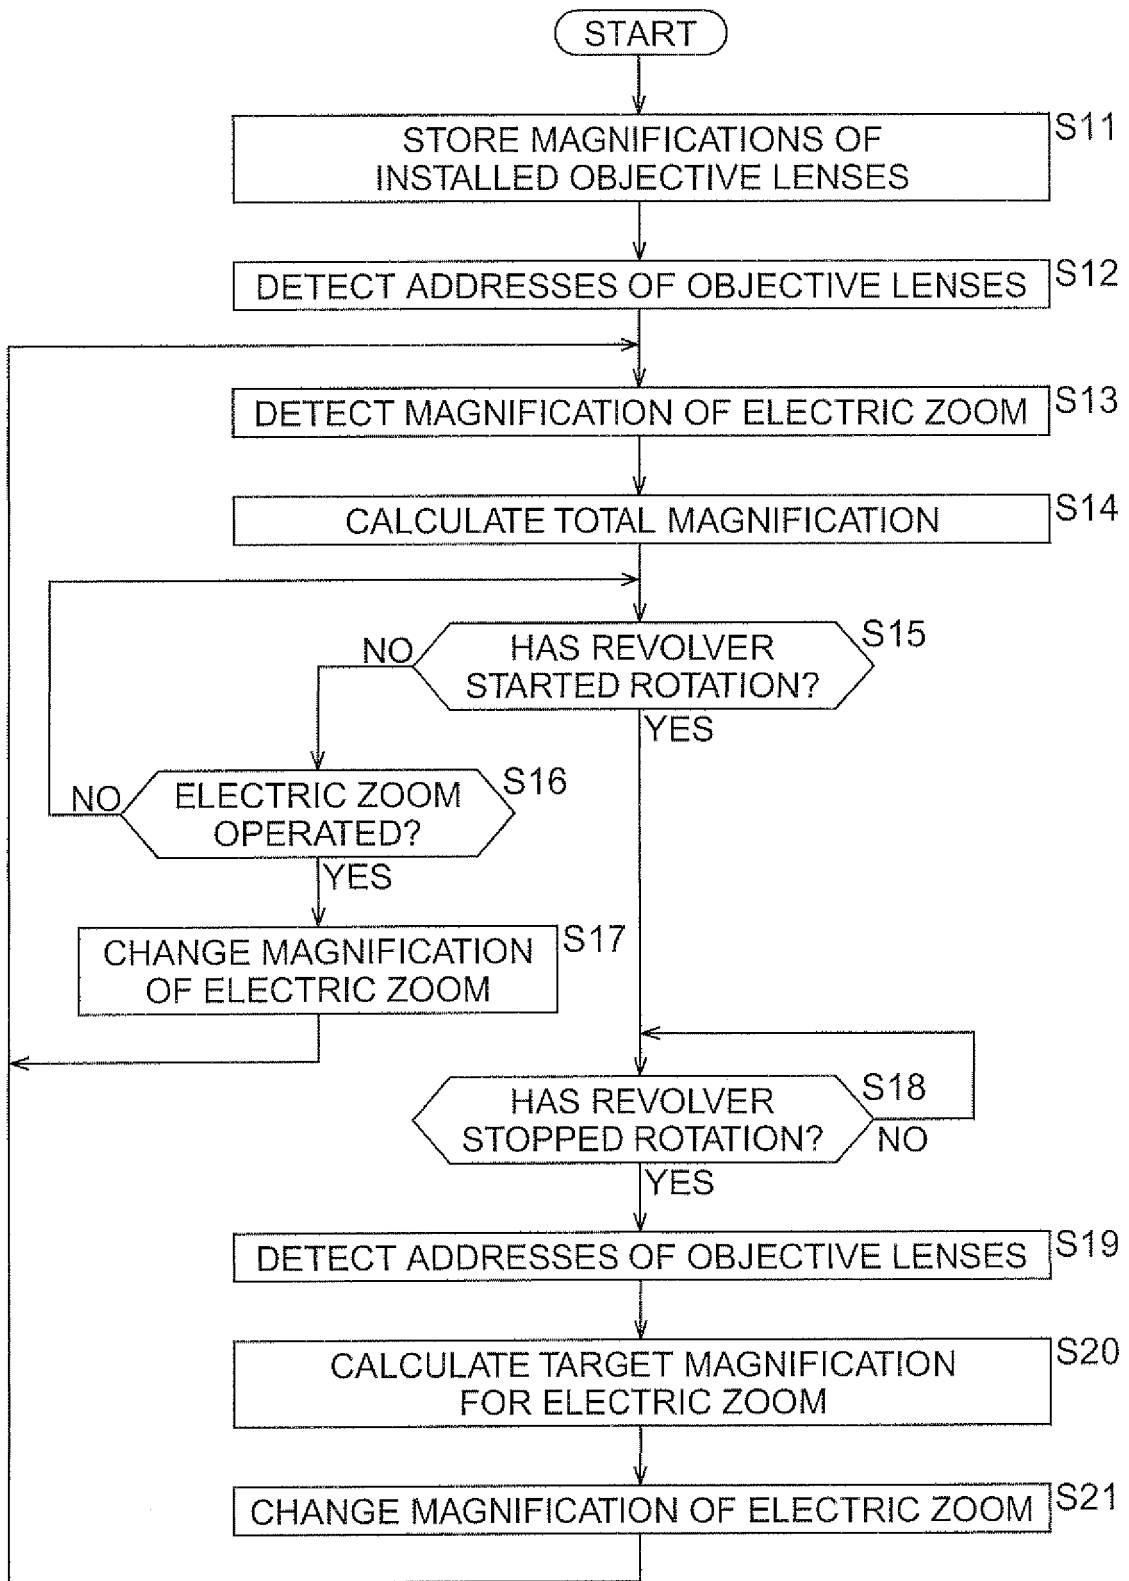 START
S11
STORE MAGNIFICATIONS OF
INSTALLED OBJECTIVE LENSES
S12
DETECT ADDRESSES OF OBJECTIVE LENSES
S13
DETECT MAGNIFICATION OF ELECTRIC ZOOM
S14
CALCULATE TOTAL MAGNIFICATION
S15
HAS REVOLVER
STARTED ROTATION?
NO
YES
S16
ELECTRIC ZOOM
OPERATED?
NO
YES
S17
CHANGE MAGNIFICATION
OF ELECTRIC ZOOM
S18
HAS REVOLVER
STOPPED ROTATION?
NO
YES
S19
DETECT ADDRESSES OF OBJECTIVE LENSES
S20
CALCULATE TARGET MAGNIFICATION
FOR ELECTRIC ZOOM
S21
CHANGE MAGNIFICATION OF ELECTRIC ZOOM